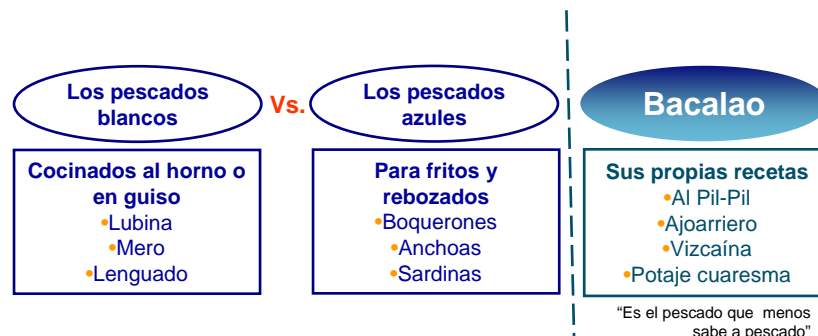 Los pescados
blancos
Vs.
Los pescados
azules
Bacalao
Cocinados al horno o
en guiso
•Lubina
•Mero
•Lenguado
Para fritos y
rebozados
•Boquerones
•Anchoas
•Sardinas
Sus propias recetas
•Al Pil-Pil
•Ajoarriero
•Vizcaína
•Potaje cuaresma
“Es el pescado que menos
sabe a pescado”